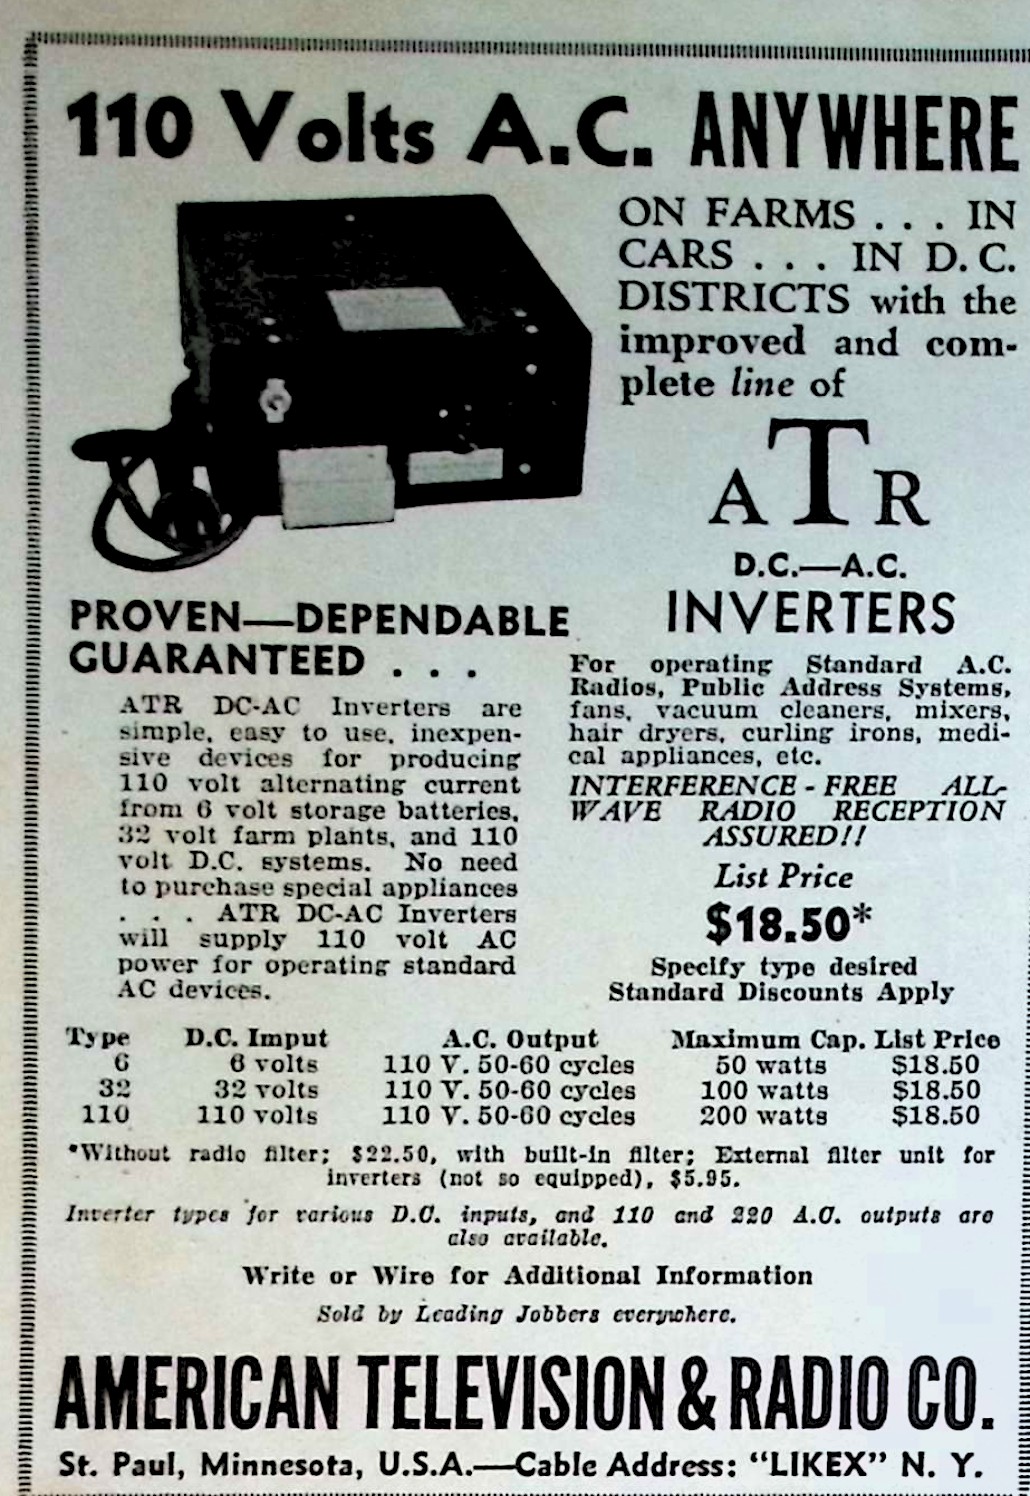 110 Volts A.C. ANYWHERE
ON FARMS . . . IN
CARS . . . IN D.C.
DISTRICTS with the
improved and com-
plete line of
ATR
D.C.—A.C.
INVERTERS
PROVEN—DEPENDABLE
GUARANTEED . . .
ATR DC-AC Inverters are
simple, easy to use, inexpen-
sive devices for producing
110 volt alternating current
from 6 volt storage batteries,
32 volt farm plants, and 110
volt D.C. systems. No need
to purchase special appliances
. . . ATR DC-AC Inverters
will supply 110 volt AC
power for operating standard
AC devices.
For operating Standard A.C.
Radios, Public Address Systems,
fans, vacuum cleaners, mixers,
hair dryers, curling irons, medi-
cal appliances, etc.
INTERFERENCE - FREE ALL-
WAVE RADIO RECEPTION
ASSURED!!
List Price
$18.50*
Specify type desired
Standard Discounts Apply
Type D.C. Imput A.C. Output Maximum Cap. List Price
6 6 volts 110 V. 50-60 cycles 50 watts $18.50
32 32 volts 110 V. 50-60 cycles 100 watts $18.50
110 110 volts 110 V. 50-60 cycles 200 watts $18.50
*Without radio filter; $22.50, with built-in filter; External filter unit for
inverters (not so equipped), $5.95.
Inverter types for various D.C. inputs, and 110 and 220 A.C. outputs are
also available.
Write or Wire for Additional Information
Sold by Leading Jobbers everywhere.
AMERICAN TELEVISION & RADIO CO.
St. Paul, Minnesota, U.S.A.—Cable Address: "LIKEX" N. Y.